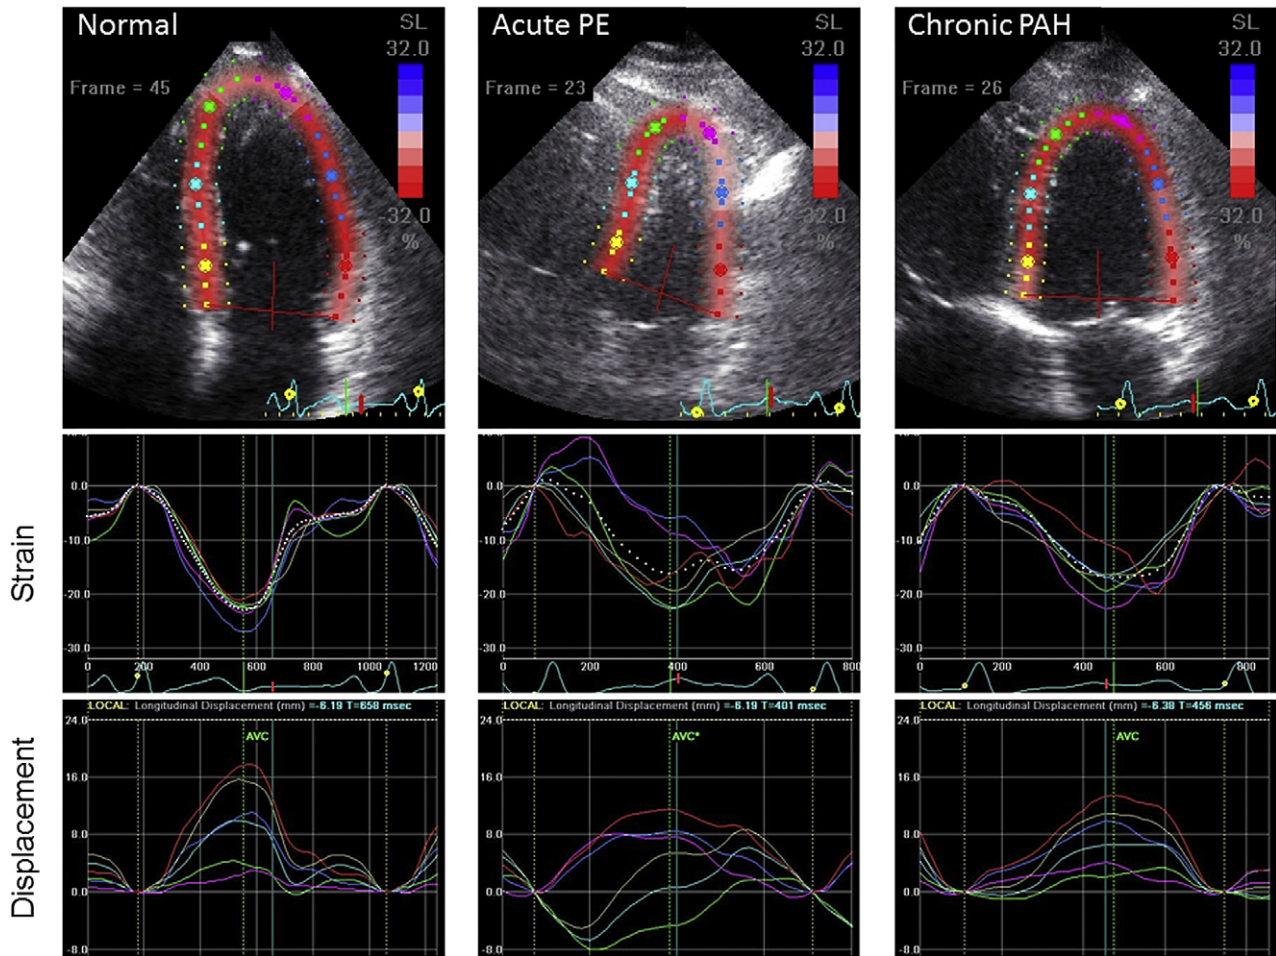 Normal
SL
32.0
Frame = 45
-32.0
%
Acute PE
SL
32.0
Frame = 23
-32.0
%
Chronic PAH
SL
32.0
Frame = 26
-32.0
%
Strain
0.0
-10.0
-20.0
-30.0
0 200 400 600 800 1000 1200
0.0
-10.0
-20.0
-30.0
0 200 400 600 800
0.0
-10.0
-20.0
-30.0
0 200 400 600 800
Displacement
LOCAL: Longitudinal Displacement (mm) =-6.19 T=658 msec
24.0
AVC
16.0
8.0
0.0
-8.0
LOCAL: Longitudinal Displacement (mm) =-6.19 T=401 msec
24.0
AVC*
16.0
8.0
0.0
-8.0
LOCAL: Longitudinal Displacement (mm) =-6.38 T=456 msec
24.0
AVC
16.0
8.0
0.0
-8.0